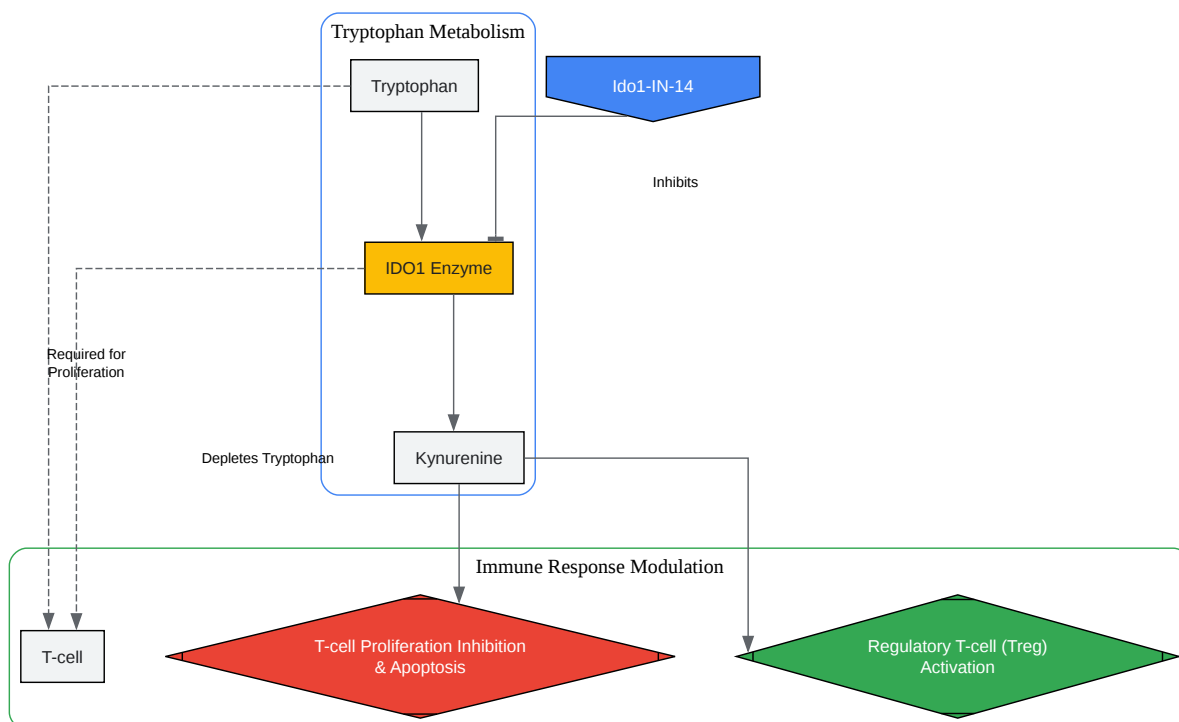 Tryptophan Metabolism
Tryptophan
Ido1-IN-14
Inhibits
IDO1 Enzyme
Required for
Proliferation
Depletes Tryptophan
Kynurenine
Immune Response Modulation
T-cell
T-cell Proliferation Inhibition
& Apoptosis
Regulatory T-cell (Treg)
Activation